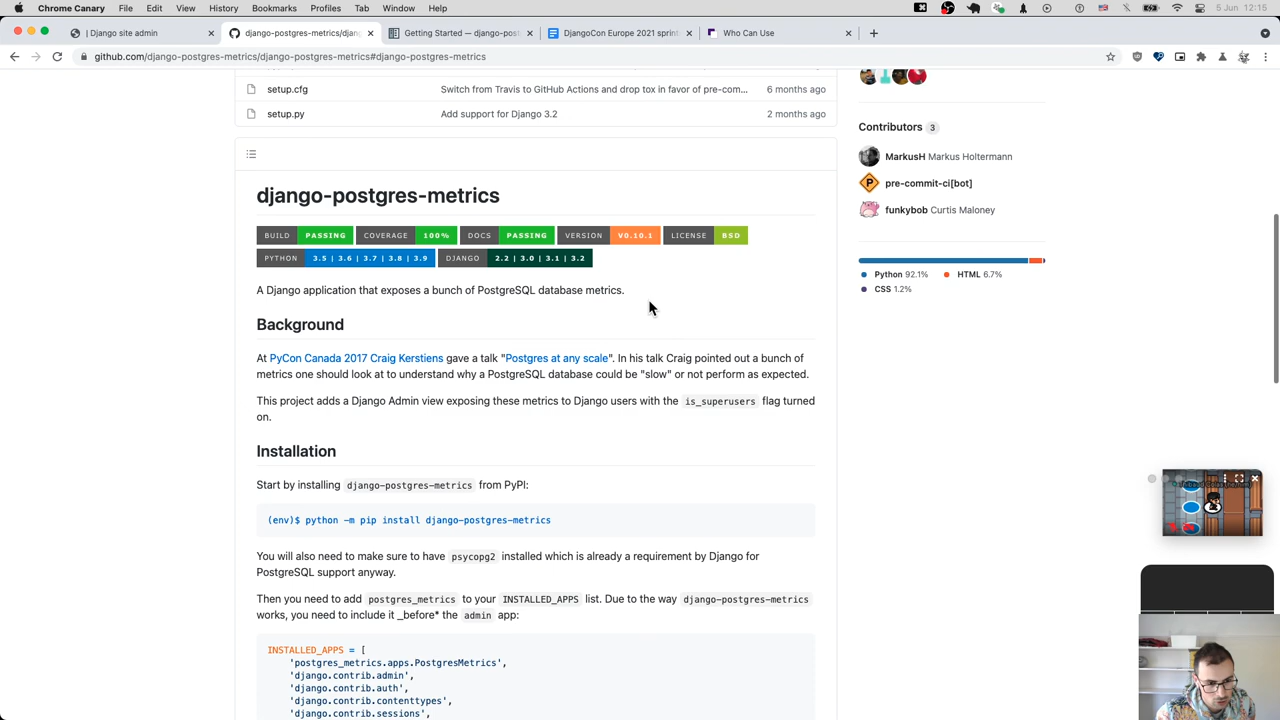 Chrome Canary File Edit View History Bookmarks Profiles Tab Window Help 5. Jun 12:15
| Django site admin
django-postgres-metrics/djang
Getting Started — django-post
DjangoCon Europe 2021 sprint
Who Can Use
github.com/django-postgres-metrics/django-postgres-metrics#django-postgres-metrics
setup.cfg Switch from Travis to GitHub Actions and drop tox in favor of pre-com... 6 months ago
setup.py Add support for Django 3.2 2 months ago
Contributors 3
MarkusH Markus Holtermann
pre-commit-ci[bot]
funkybob Curtis Maloney
Python 92.1% HTML 6.7%
CSS 1.2%
django-postgres-metrics
BUILD PASSING COVERAGE 100% DOCS PASSING VERSION V0.10.1 LICENSE BSD
PYTHON 3.5 | 3.6 | 3.7 | 3.8 | 3.9 DJANGO 2.2 | 3.0 | 3.1 | 3.2
A Django application that exposes a bunch of PostgreSQL database metrics.
Background
At PyCon Canada 2017 Craig Kerstiens gave a talk "Postgres at any scale". In his talk Craig pointed out a bunch of
metrics one should look at to understand why a PostgreSQL database could be "slow" or not perform as expected.
This project adds a Django Admin view exposing these metrics to Django users with the is_superusers flag turned
on.
Installation
Start by installing django-postgres-metrics from PyPI:
(env)$ python -m pip install django-postgres-metrics
You will also need to make sure to have psycopg2 installed which is already a requirement by Django for
PostgreSQL support anyway.
Then you need to add postgres_metrics to your INSTALLED_APPS list. Due to the way django-postgres-metrics
works, you need to include it _before* the admin app:
INSTALLED_APPS = [
'postgres_metrics.apps.PostgresMetrics',
'django.contrib.admin',
'django.contrib.auth',
'django.contrib.contenttypes',
'django.contrib.sessions',